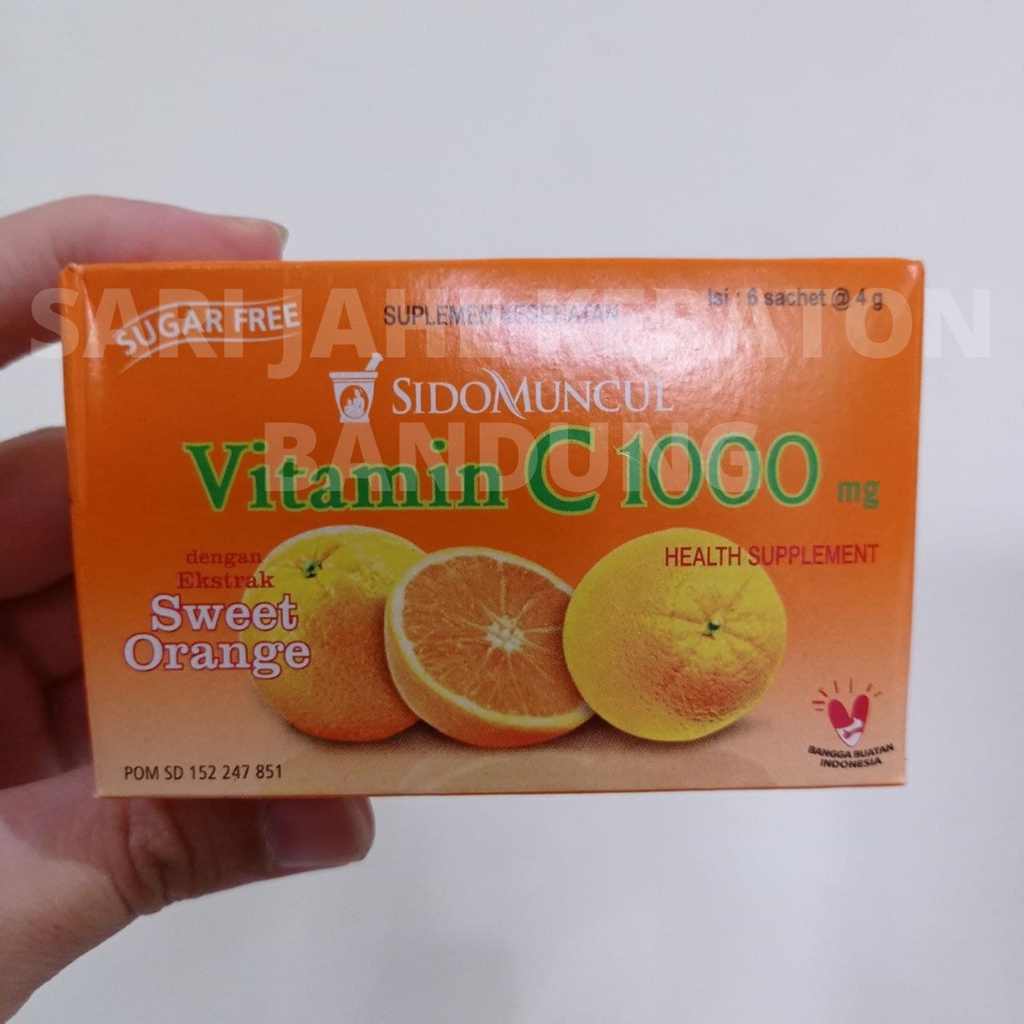 SARI JAHE KERATON
BANDUNG
SUGAR FREE
SUPLEMEN KESEHATAN
Isi : 6 sachet @ 4 g
SIDOMUNCUL
Vitamin C 1000 mg
HEALTH SUPPLEMENT
dengan
Ekstrak
Sweet
Orange
BANGGA BUATAN
INDONESIA
POM SD 152 247 851